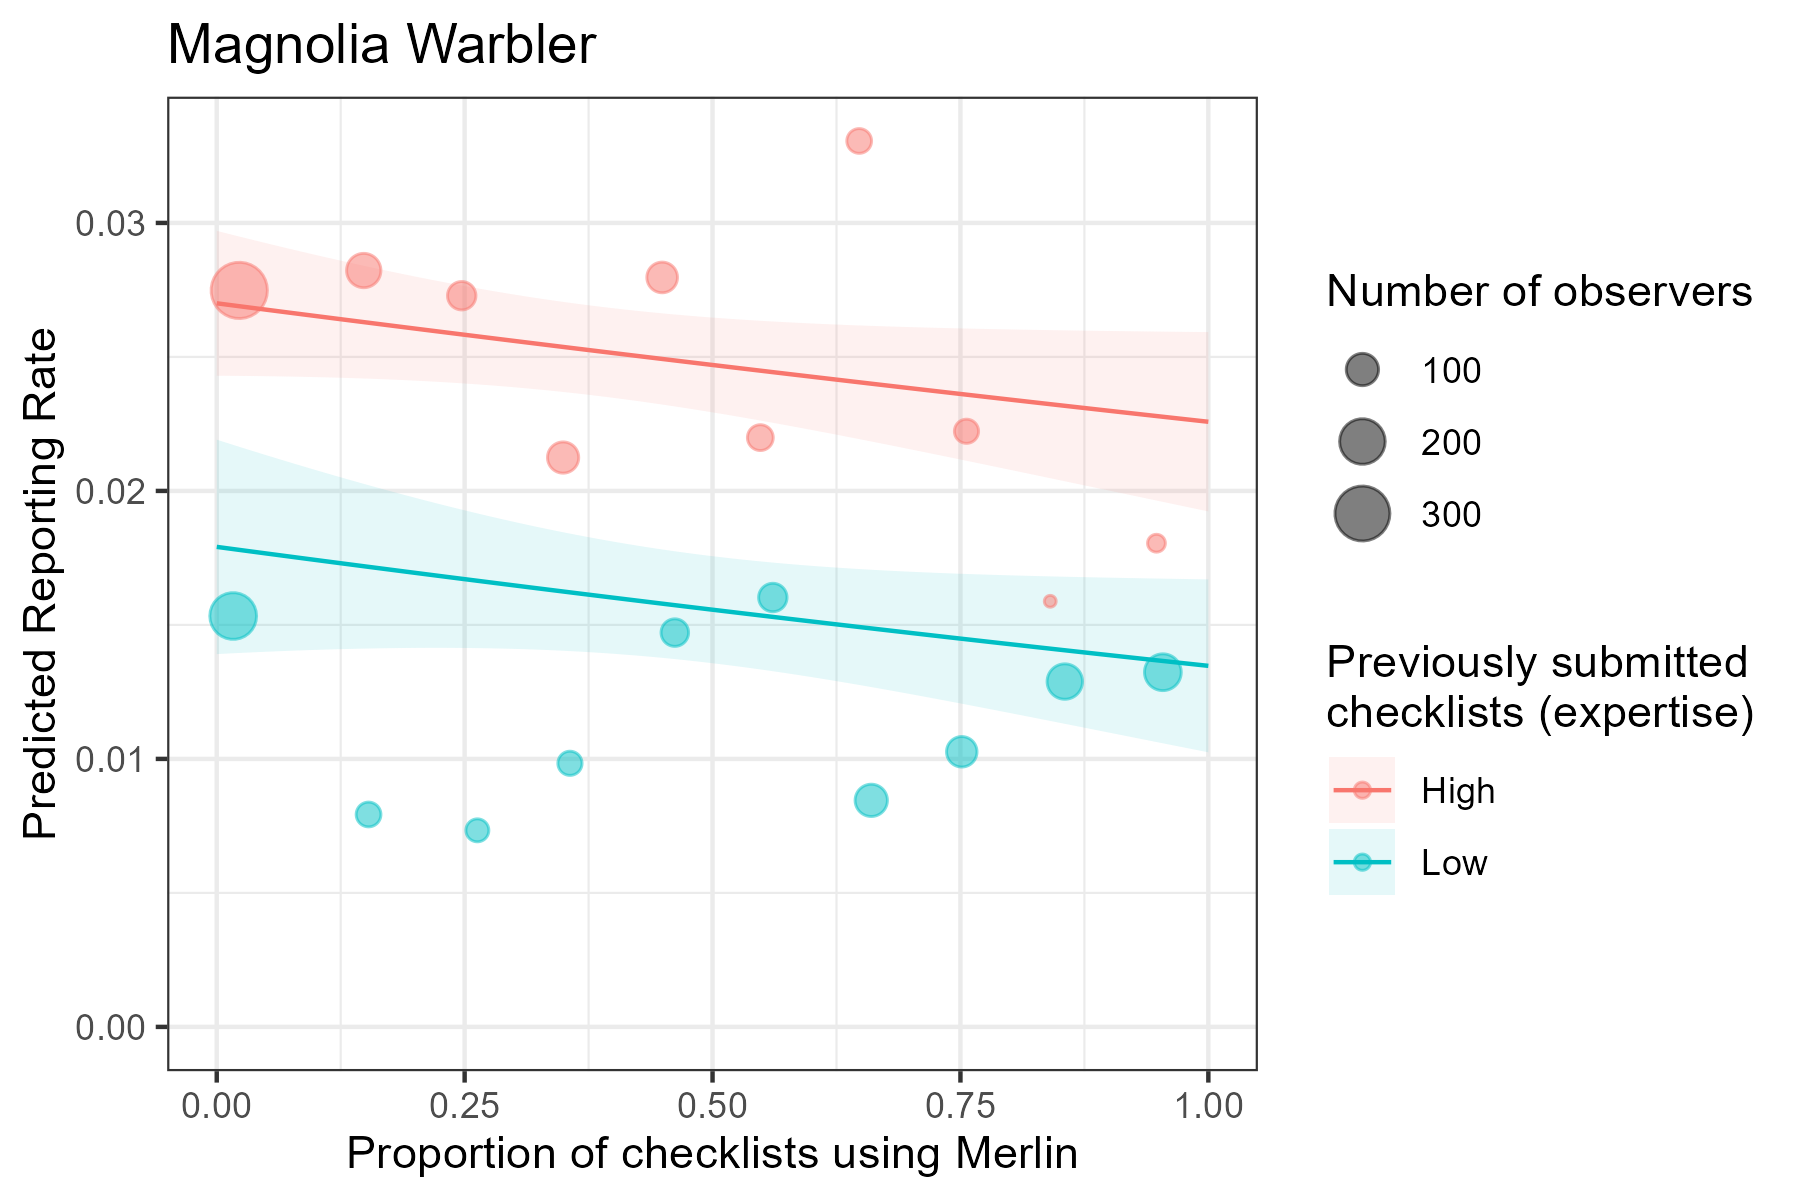 Magnolia Warbler
Predicted Reporting Rate
0.03
0.02
0.01
0.00
0.00 0.25 0.50 0.75 1.00
Proportion of checklists using Merlin
Number of observers
100
200
300
Previously submitted
checklists (expertise)
High
Low